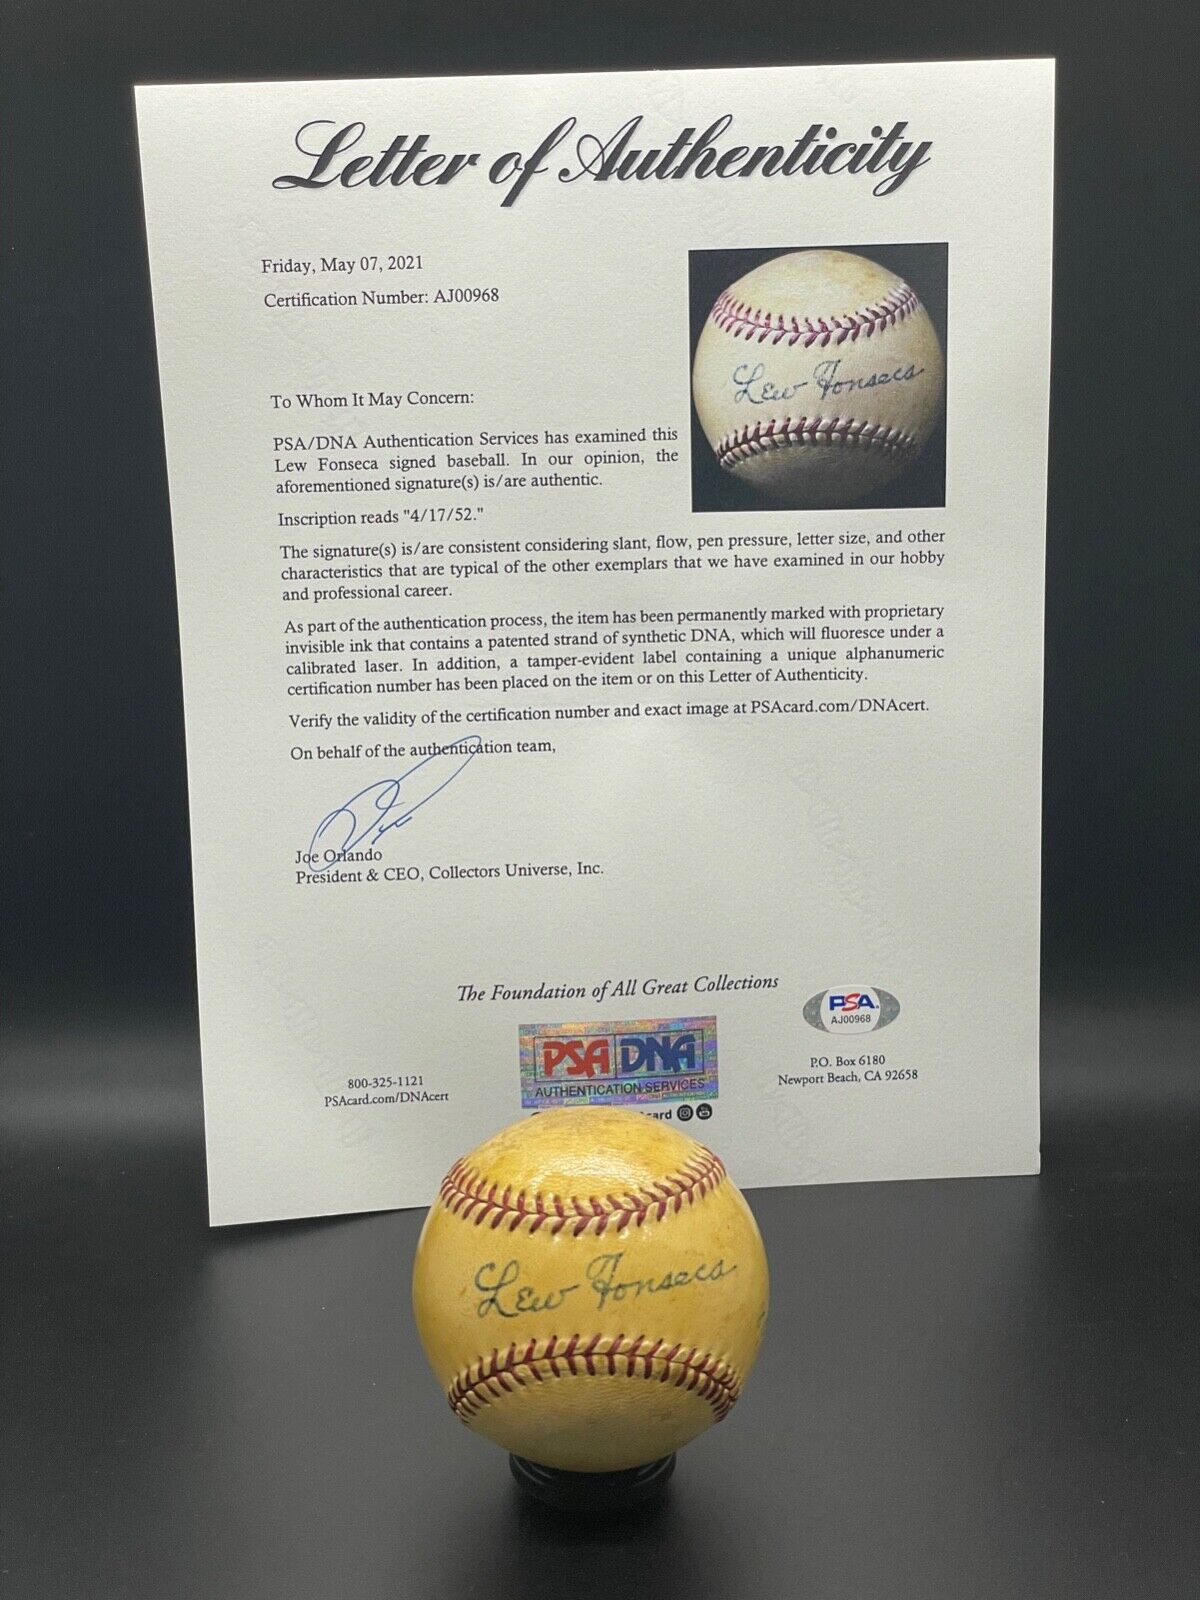 Letter of Authenticity
Friday, May 07, 2021
Certification Number: AJ00968
Lew Fonseca
To Whom It May Concern:
PSA/DNA Authentication Services has examined this
Lew Fonseca signed baseball. In our opinion, the
aforementioned signature(s) is/are authentic.
Inscription reads "4/17/52."
The signature(s) is/are consistent considering slant, flow, pen pressure, letter size, and other
characteristics that are typical of the other exemplars that we have examined in our hobby
and professional career.
As part of the authentication process, the item has been permanently marked with proprietary
invisible ink that contains a patented strand of synthetic DNA, which will fluoresce under a
calibrated laser. In addition, a tamper-evident label containing a unique alphanumeric
certification number has been placed on the item or on this Letter of Authenticity.
Verify the validity of the certification number and exact image at PSAcard.com/DNAcert.
On behalf of the authentication team,
Joe Orlando
President & CEO, Collectors Universe, Inc.
The Foundation of All Great Collections
PSA
AJ00968
PSA DNA
AUTHENTICATION SERVICES
800-325-1121
PSAcard.com/DNAcert
P.O. Box 6180
Newport Beach, CA 92658
Lew Fonseca